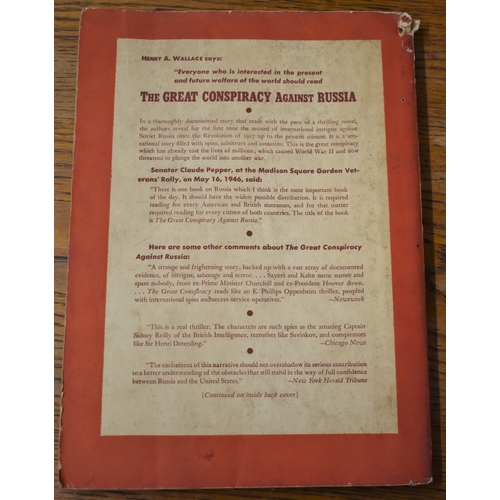 HENRY A. WALLACE SAYS:
"Everyone who is interested in the present
and future welfare of the world should read
THE GREAT CONSPIRACY AGAINST RUSSIA
In a thoroughly documented story that reads with the pace of a thrilling novel,
the authors reveal for the first time the record of international intrigue against
Soviet Russia since the Revolution of 1917 up to the present minute. It is a sen-
sational story filled with spies, saboteurs and assassins. This is the great conspiracy
which has already cost the lives of millions; which caused World War II and now
threatens to plunge the world into another war.
Senator Claude Pepper, at the Madison Square Garden Vet-
erans' Rally, on May 16, 1946, said:
"There is one book on Russia which I think is the most important book
of the day. It should have the widest possible distribution. It is required
reading for every American and British statesman, and for that matter
required reading for every citizen of both countries. The title of the book
is The Great Conspiracy Against Russia."
Here are some other comments about The Great Conspiracy
Against Russia:
"A strange and frightening story, backed up with a vast array of documented
evidence, of intrigue, sabotage and terror. . . . Sayers and Kahn name names and
spare nobody, from ex-Prime Minister Churchill and ex-President Hoover down.
. . . The Great Conspiracy reads like an E. Phillips Oppenheim thriller, peopled
with international spies and secret-service operatives." —Newsweek
"This is a real thriller. The characters are such spies as the amazing Captain
Sidney Reilly of the British Intelligence, terrorists like Savinkov, and conspirators
like Sir Henri Deterding." —Chicago News
"The excitement of this narrative should not overshadow its serious contribution
to a better understanding of the obstacles that still stand in the way of full confidence
between Russia and the United States." —New York Herald Tribune
[Continued on inside back cover]